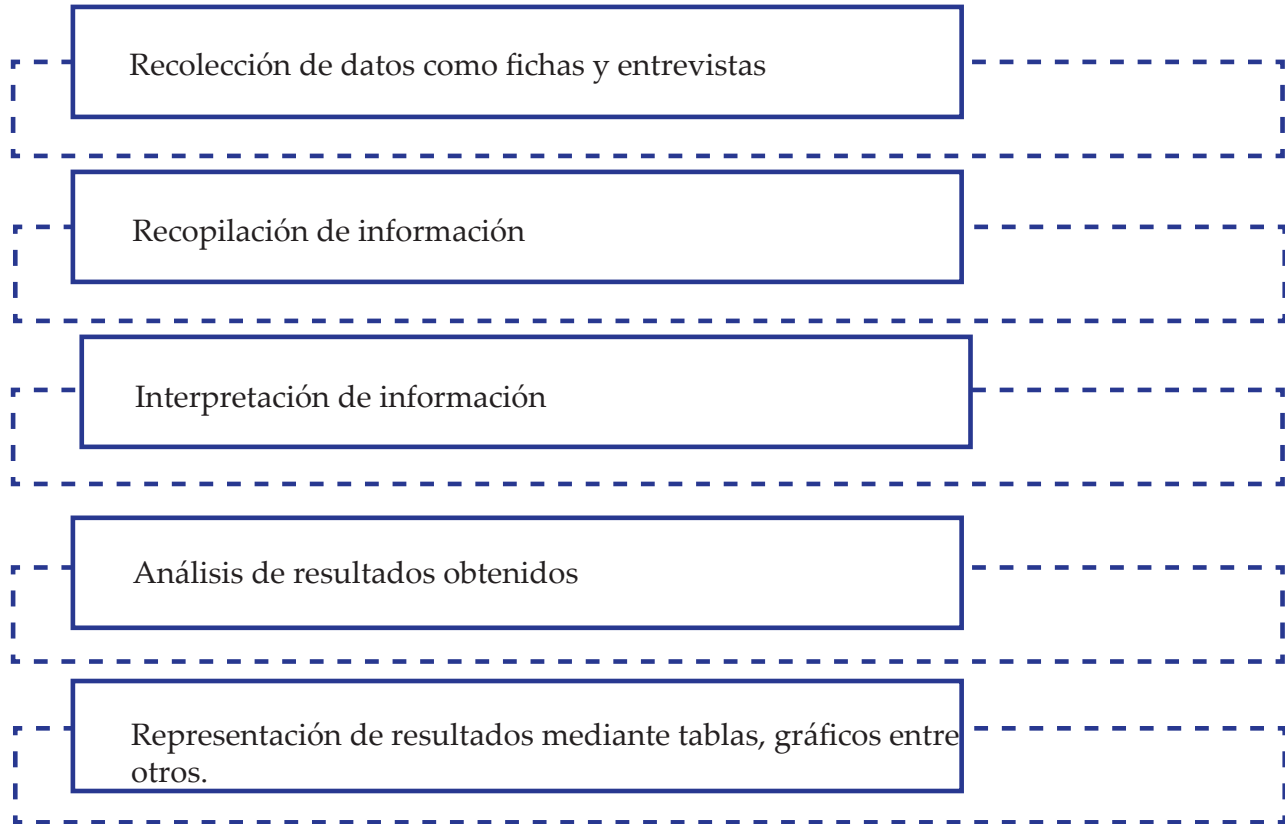 Recolección de datos como fichas y entrevistas
Recopilación de información
Interpretación de información
Análisis de resultados obtenidos
Representación de resultados mediante tablas, gráficos entre
otros.